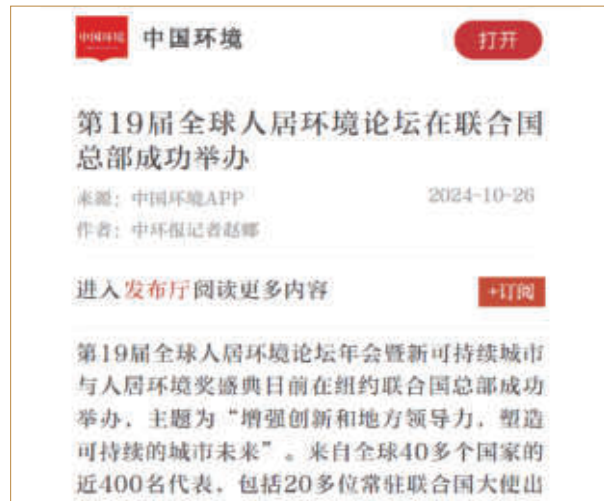 中国环境
中国环境
打开
第19届全球人居环境论坛在联合国
总部成功举办
来源：中国环境APP
2024-10-26
作者：中环报记者赵娜
进入发布厅阅读更多内容
+订阅
第19届全球人居环境论坛年会暨新可持续城市
与人居环境奖盛典日前在纽约联合国总部成功
举办，主题为“增强创新和地方领导力，塑造
可持续的城市未来”。来自全球40多个国家的
近400名代表，包括20多位常驻联合国大使出